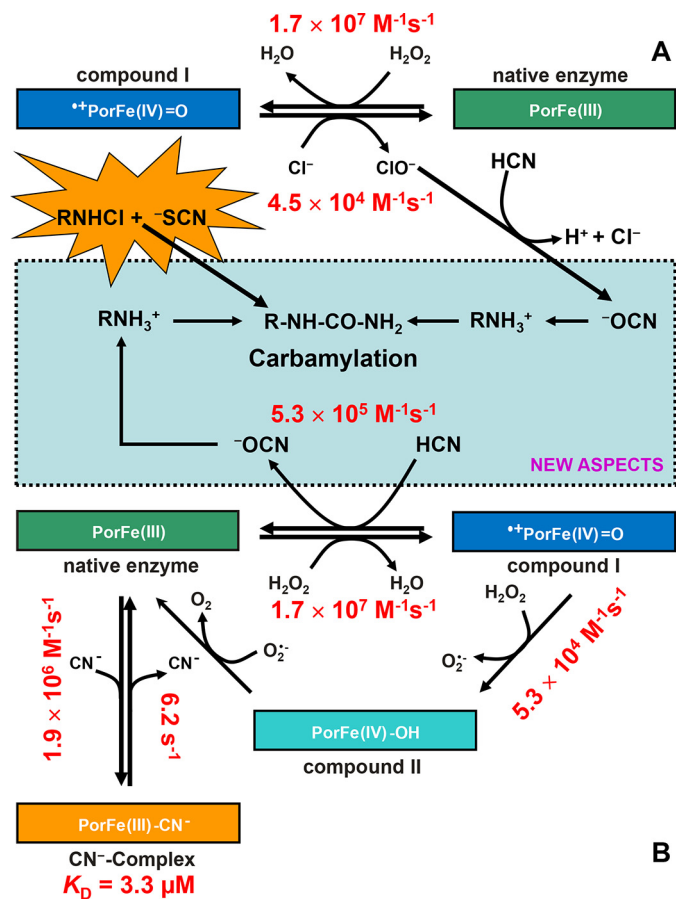 1.7 × 10⁷ M⁻¹s⁻¹
A
H₂O
H₂O₂
compound I
native enzyme
•⁺PorFe(IV)=O
PorFe(III)
Cl⁻
ClO⁻
HCN
4.5 × 10⁴ M⁻¹s⁻¹
RNHCl + ⁻SCN
H⁺ + Cl⁻
RNH₃⁺
R-NH-CO-NH₂
RNH₃⁺
⁻OCN
Carbamylation
5.3 × 10⁵ M⁻¹s⁻¹
⁻OCN
HCN
NEW ASPECTS
PorFe(III)
•⁺PorFe(IV)=O
native enzyme
compound I
H₂O₂
H₂O
1.7 × 10⁷ M⁻¹s⁻¹
H₂O₂
O₂
O₂•⁻
O₂•⁻
5.3 × 10⁴ M⁻¹s⁻¹
1.9 × 10⁶ M⁻¹s⁻¹
CN⁻
CN⁻
6.2 s⁻¹
PorFe(IV)-OH
compound II
PorFe(III)-CN⁻
CN⁻-Complex
K_D = 3.3 µM
B